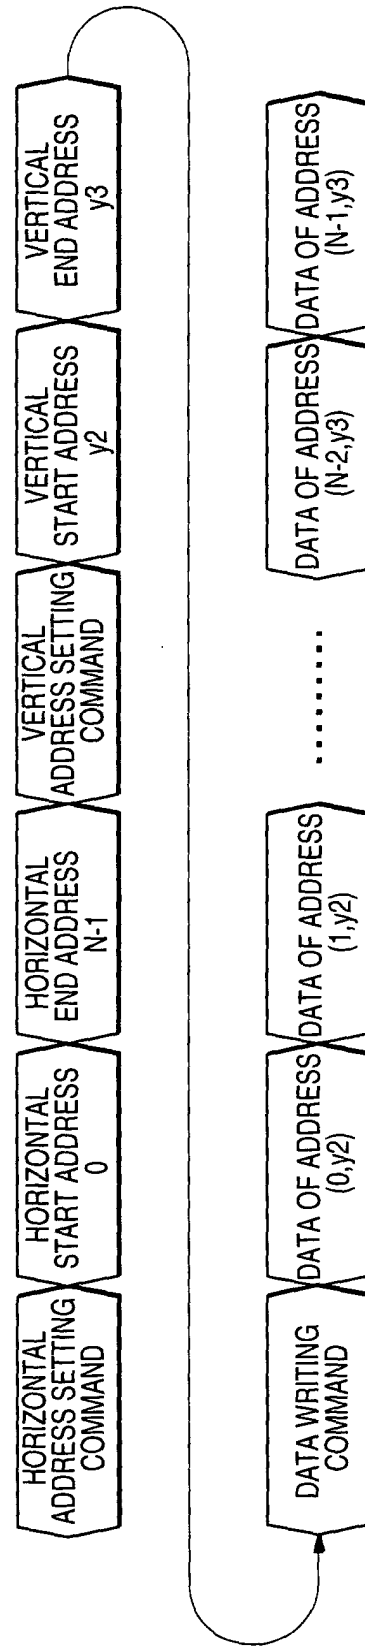 HORIZONTAL
ADDRESS SETTING
COMMAND
HORIZONTAL
START ADDRESS
0
HORIZONTAL
END ADDRESS
N-1
VERTICAL
ADDRESS SETTING
COMMAND
VERTICAL
START ADDRESS
y2
VERTICAL
END ADDRESS
y3
DATA WRITING
COMMAND
DATA OF ADDRESS
(0,y2)
DATA OF ADDRESS
(1,y2)
........
DATA OF ADDRESS
(N-2,y3)
DATA OF ADDRESS
(N-1,y3)